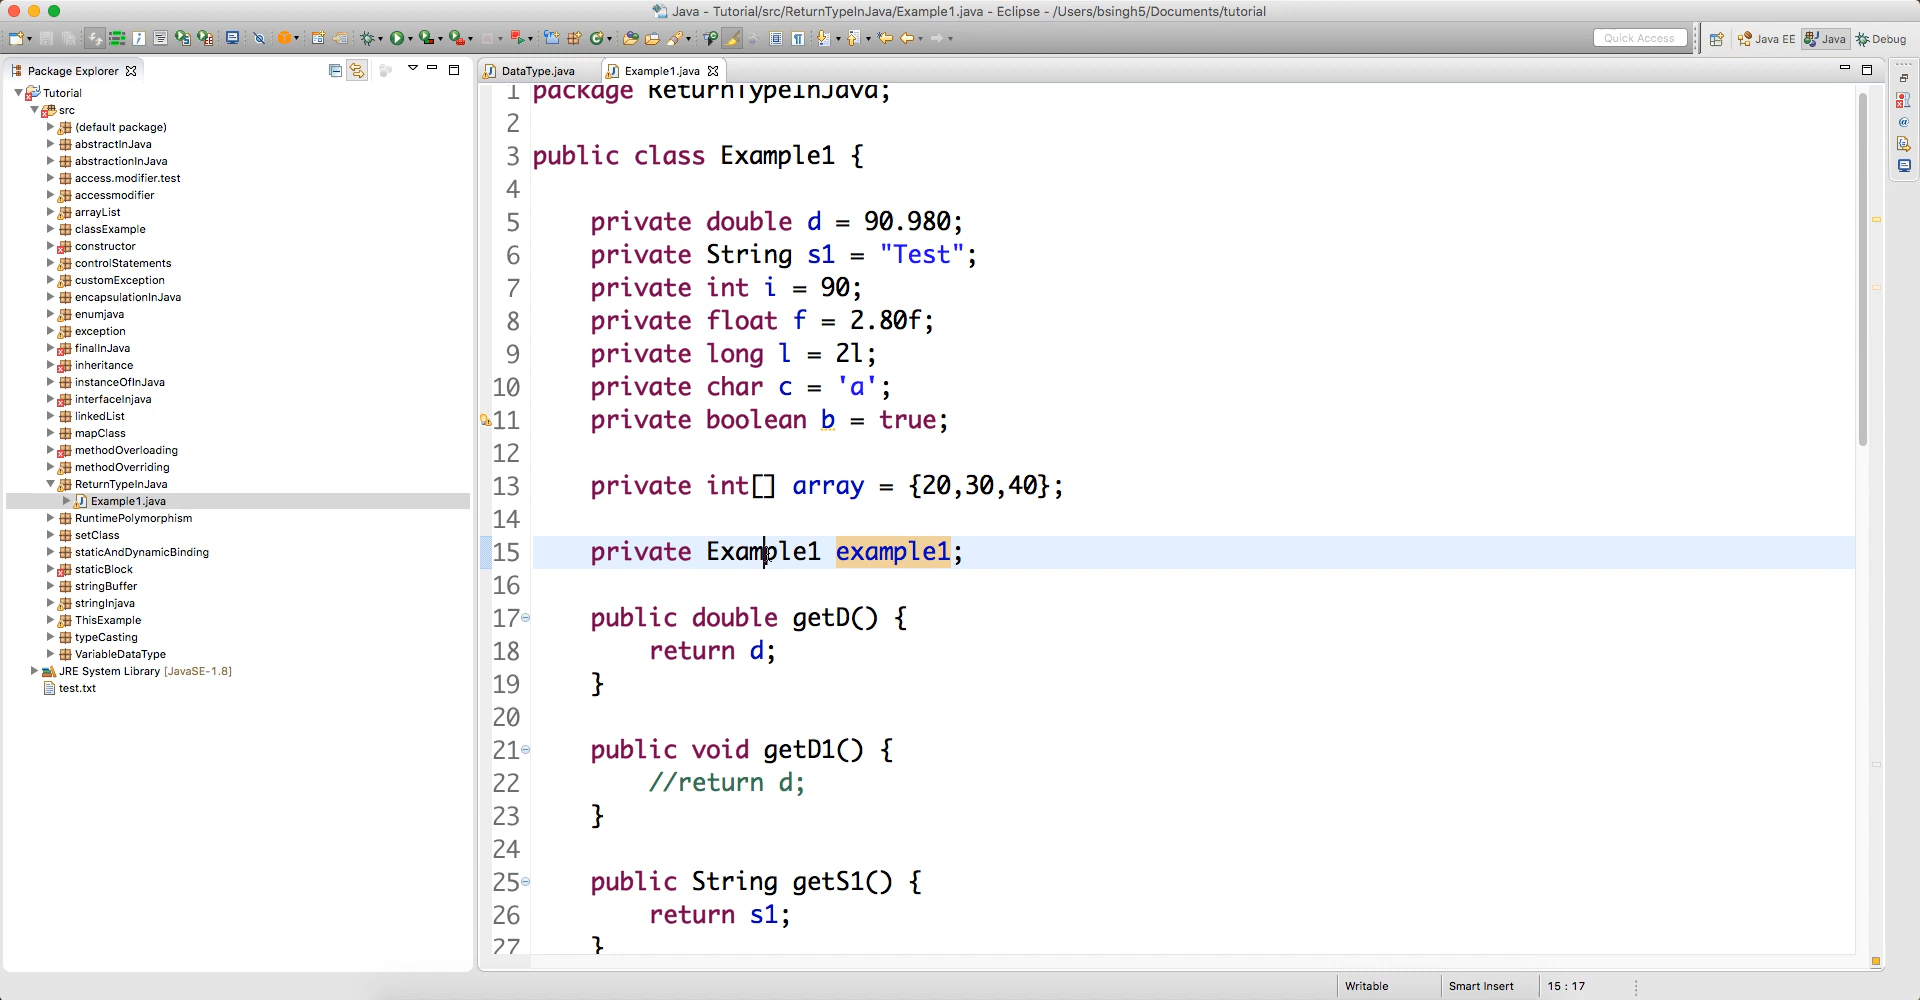 Java - Tutorial/src/ReturnTypeInJava/Example1.java - Eclipse - /Users/bsingh5/Documents/tutorial
Quick Access
Java EE
Java
Debug
Package Explorer
DataType.java
Example1.java
Tutorial
src
(default package)
abstractInJava
abstractionInJava
access.modifier.test
accessmodifier
arrayList
classExample
constructor
controlStatements
customException
encapsulationInJava
enumjava
exception
finalInJava
inheritance
instanceOfInJava
interfaceInjava
linkedList
mapClass
methodOverloading
methodOverriding
ReturnTypeInJava
Example1.java
RuntimePolymorphism
setClass
staticAndDynamicBinding
staticBlock
stringBuffer
stringInjava
ThisExample
typeCasting
VariableDataType
JRE System Library [JavaSE-1.8]
test.txt
1 package ReturnTypeInJava;
2
3 public class Example1 {
4
5 private double d = 90.980;
6 private String s1 = "Test";
7 private int i = 90;
8 private float f = 2.80f;
9 private long l = 2l;
10 private char c = 'a';
11 private boolean b = true;
12
13 private int[] array = {20,30,40};
14
15 private Example1 example1;
16
17 public double getD() {
18 return d;
19 }
20
21 public void getD1() {
22 //return d;
23 }
24
25 public String getS1() {
26 return s1;
27 }
Writable
Smart Insert
15 : 17